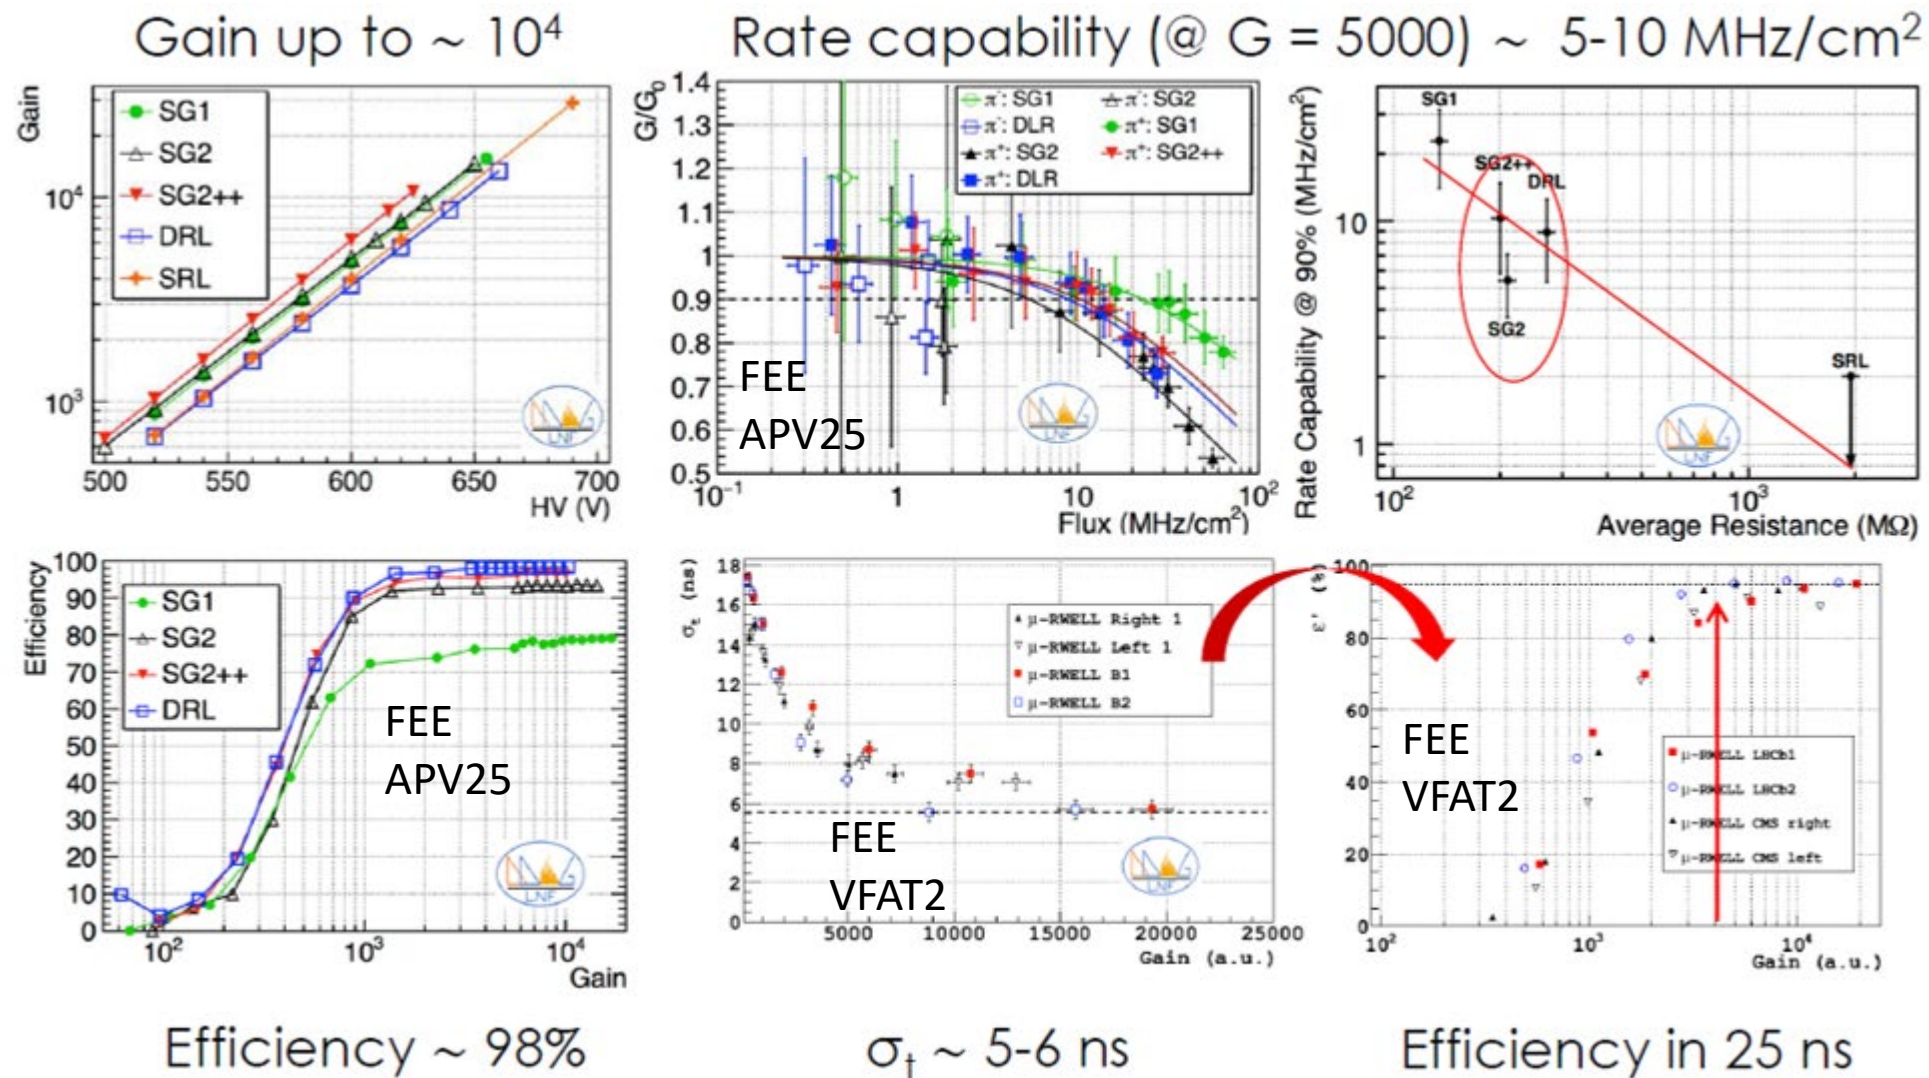 Gain up to ~ 10⁴
Rate capability (@ G = 5000) ~ 5-10 MHz/cm²
Gain
SG1
SG2
SG2++
DRL
SRL
10⁴
10³
500
550
600
650
700
HV (V)
LNF
G/G₀
1.4
1.3
1.2
1.1
1
0.9
0.8
0.7
0.6
0.5
π⁻: SG1
π⁻: SG2
π⁻: DLR
π⁺: SG1
π⁺: SG2
π⁺: SG2++
π⁺: DLR
FEE
APV25
LNF
10⁻¹
1
10
10²
Flux (MHz/cm²)
Rate Capability @ 90% (MHz/cm²)
10
1
SG1
SG2++
DRL
SG2
SRL
10²
10³
Average Resistance (MΩ)
Efficiency
100
90
80
70
60
50
40
30
20
10
0
SG1
SG2
SG2++
DRL
FEE
APV25
LNF
10²
10³
10⁴
Gain
σt (ns)
18
16
14
12
10
8
6
4
2
0
μ-RWELL Right 1
μ-RWELL Left 1
μ-RWELL B1
μ-RWELL B2
FEE
VFAT2
5000
10000
15000
20000
25000
Gain (a.u.)
ε' (%)
100
80
60
40
20
0
FEE
VFAT2
μ-RWELL LHCb1
μ-RWELL LHCb2
μ-RWELL CMS right
μ-RWELL CMS left
10²
10³
10⁴
Gain (a.u.)
Efficiency ~ 98%
σt ~ 5-6 ns
Efficiency in 25 ns